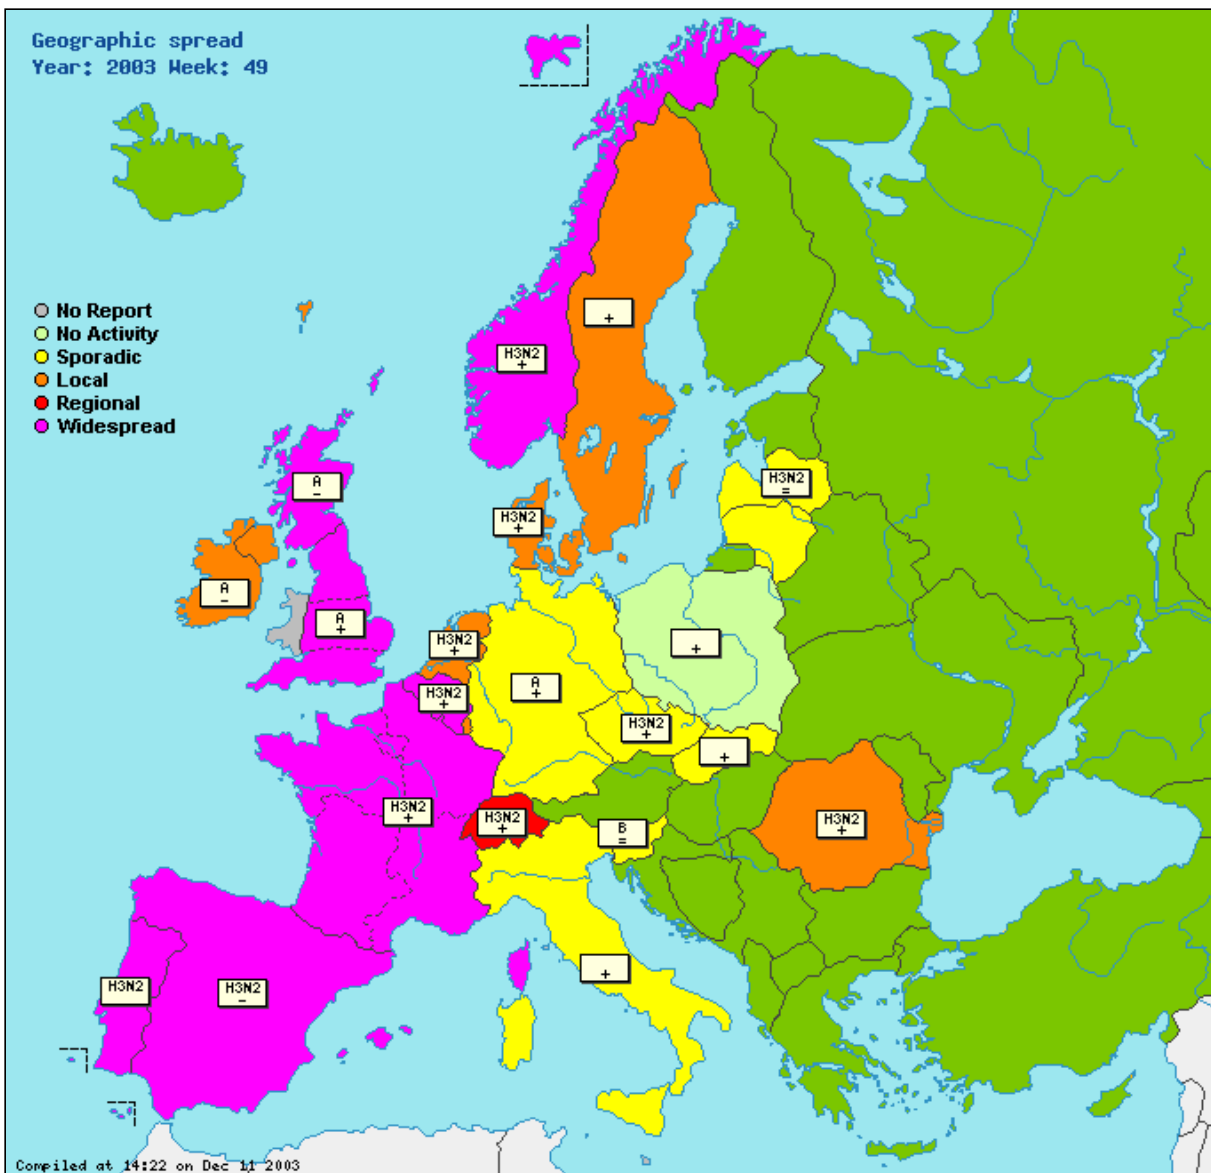 Geographic spread
Year: 2003 Week: 49
No Report
No Activity
Sporadic
Local
Regional
Widespread
+
H3N2
+
H3N2
=
A
-
H3N2
+
A
-
A
+
H3N2
+
+
H3N2
+
A
+
H3N2
+
+
H3N2
+
H3N2
+
H3N2
+
B
=
+
H3N2
H3N2
-
Compiled at 14:22 on Dec 11 2003